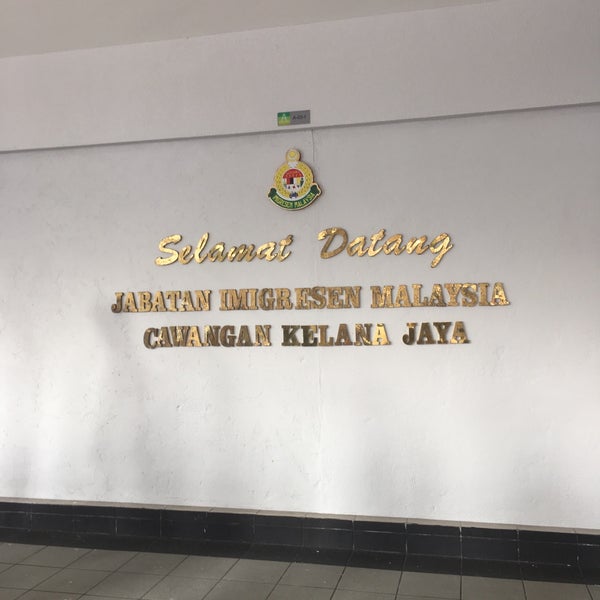 Selamat Datang
JABATAN IMIGRESEN MALAYSIA
CAWANGAN KELANA JAYA